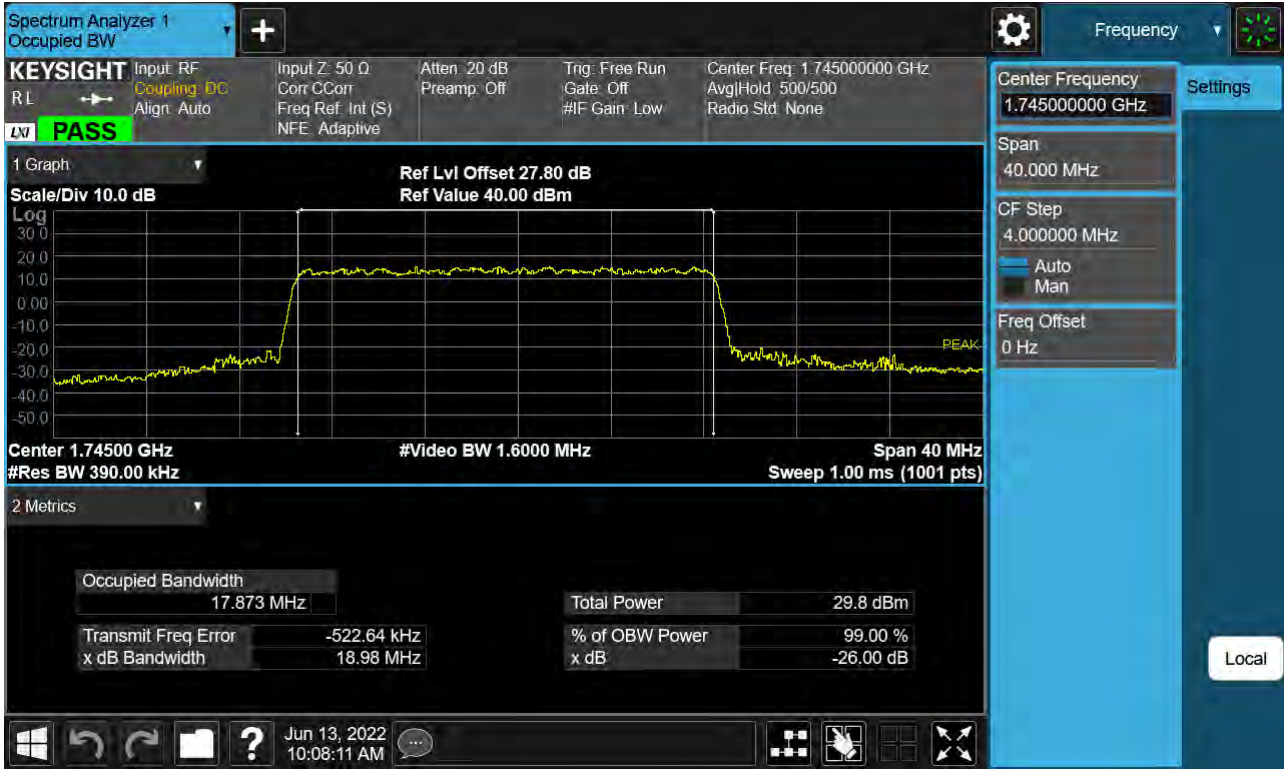 Spectrum Analyzer 1
Occupied BW
+
Frequency
KEYSIGHT
R L
LXI
PASS
Input: RF
Coupling: DC
Align: Auto
Input Z: 50 Ω
Corr CCorr
Freq Ref: Int (S)
NFE: Adaptive
Atten: 20 dB
Preamp: Off
Trig: Free Run
Gate: Off
#IF Gain: Low
Center Freq: 1.745000000 GHz
Avg|Hold: 500/500
Radio Std: None
1 Graph
Scale/Div 10.0 dB
Ref Lvl Offset 27.80 dB
Ref Value 40.00 dBm
Log
30.0
20.0
10.0
0.00
-10.0
-20.0
-30.0
-40.0
-50.0
PEAK
Center 1.74500 GHz
#Video BW 1.6000 MHz
Span 40 MHz
#Res BW 390.00 kHz
Sweep 1.00 ms (1001 pts)
2 Metrics
Occupied Bandwidth
17.873 MHz
Total Power 29.8 dBm
Transmit Freq Error -522.64 kHz
% of OBW Power 99.00 %
x dB Bandwidth 18.98 MHz
x dB -26.00 dB
Center Frequency
1.745000000 GHz
Settings
Span
40.000 MHz
CF Step
4.000000 MHz
Auto
Man
Freq Offset
0 Hz
Local
?
Jun 13, 2022
10:08:11 AM